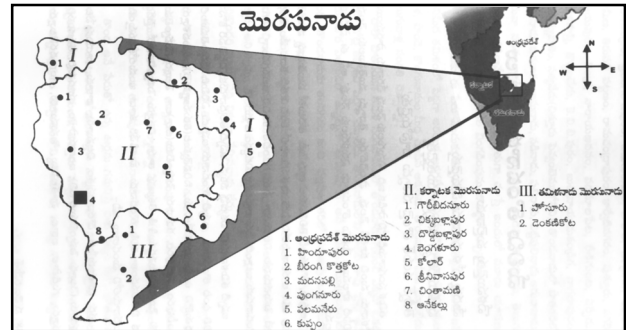 మొరసునాడు
ఆంధ్రప్రదేశ్
N
W E
S
I
1
1
2
3
2
3
4
I
5
2
7
6
II
5
4
6
8
1
III
2
I. ఆంధ్రప్రదేశ్ మొరసునాడు
1. హిందూపురం
2. బీరంగి కొత్తకోట
3. మదనపల్లి
4. పుంగనూరు
5. పలమనేరు
6. కుప్పం
II. కర్నాటక మొరసునాడు
1. గౌరీబిదనూరు
2. చిక్కబల్లాపుర
3. దొడ్డబల్లాపుర
4. బెంగళూరు
5. కోలార్
6. శ్రీనివాసపుర
7. చింతామణి
8. ఆనేకల్లు
III. తమిళనాడు మొరసునాడు
1. హోసూరు
2. డెంకణికోట